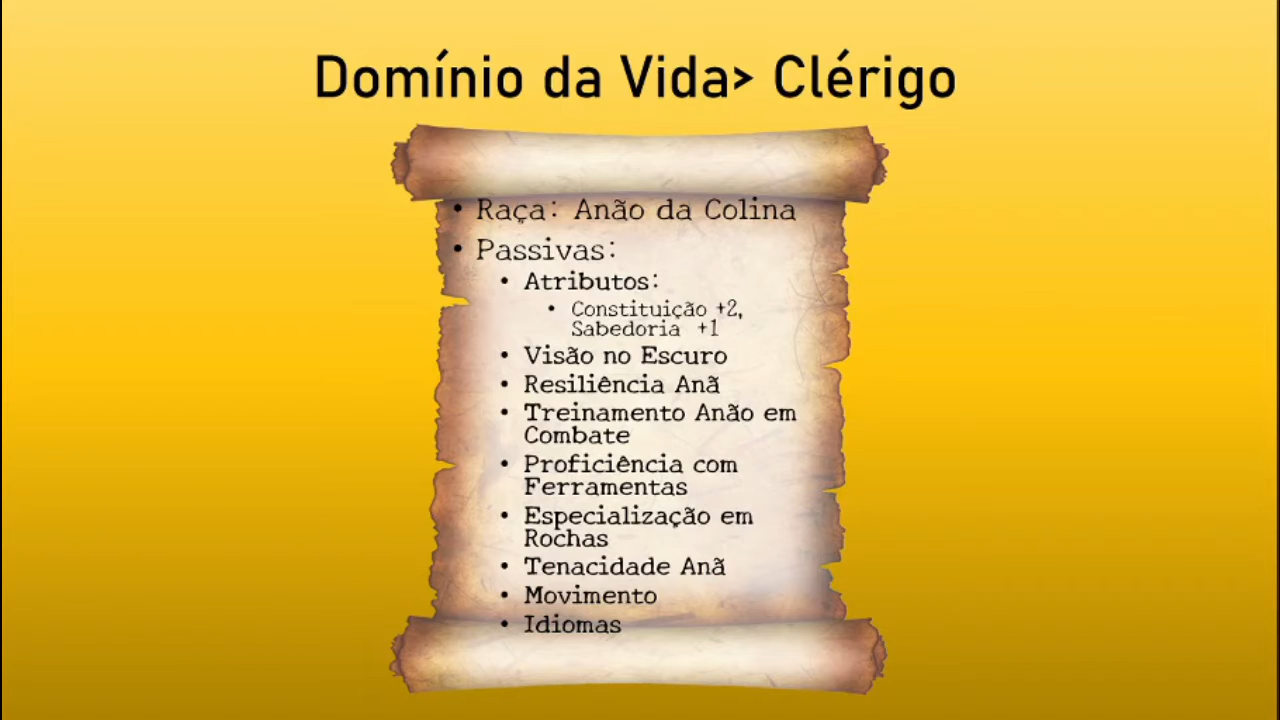 Domínio da Vida> Clérigo
• Raça: Anão da Colina
• Passivas:
• Atributos:
• Constituição +2,
Sabedoria +1
• Visão no Escuro
• Resiliência Anã
• Treinamento Anão em
Combate
• Proficiência com
Ferramentas
• Especialização em
Rochas
• Tenacidade Anã
• Movimento
• Idiomas